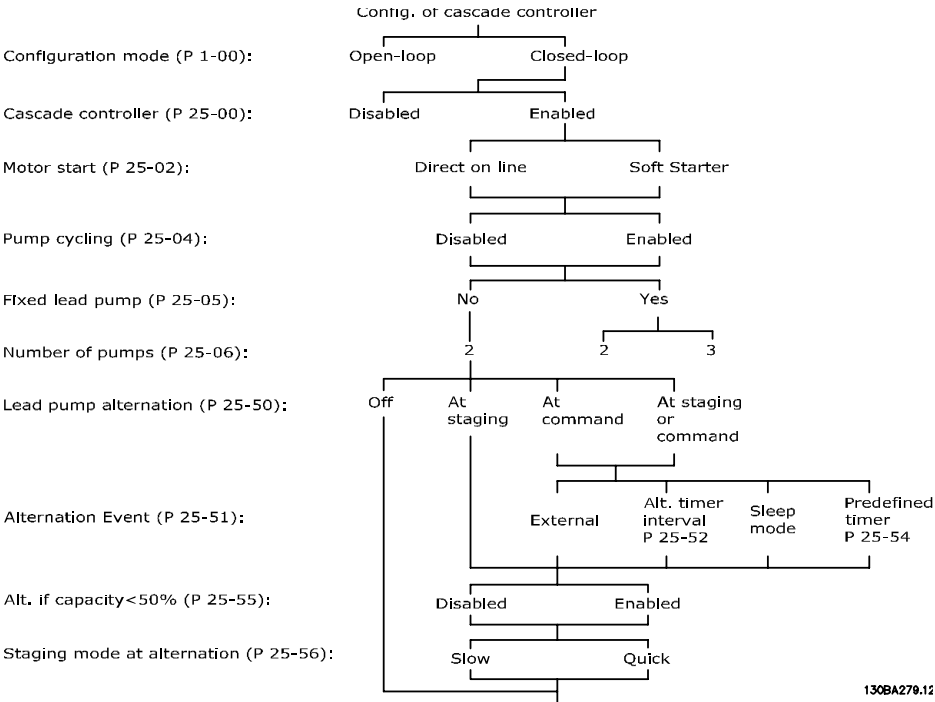 Config. of cascade controller
Configuration mode (P 1-00): Open-loop Closed-loop
Cascade controller (P 25-00): Disabled Enabled
Motor start (P 25-02): Direct on line Soft Starter
Pump cycling (P 25-04): Disabled Enabled
Fixed lead pump (P 25-05): No Yes
Number of pumps (P 25-06): 2 2 3
Lead pump alternation (P 25-50): Off At staging At command At staging or command
Alternation Event (P 25-51): External Alt. timer interval P 25-52 Sleep mode Predefined timer P 25-54
Alt. if capacity<50% (P 25-55): Disabled Enabled
Staging mode at alternation (P 25-56): Slow Quick
130BA279.12